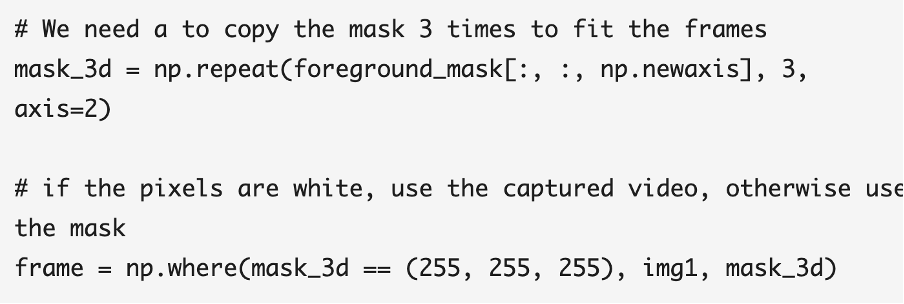 # We need a to copy the mask 3 times to fit the frames
mask_3d = np.repeat(foreground_mask[:, :, np.newaxis], 3,
axis=2)
# if the pixels are white, use the captured video, otherwise use
the mask
frame = np.where(mask_3d == (255, 255, 255), img1, mask_3d)